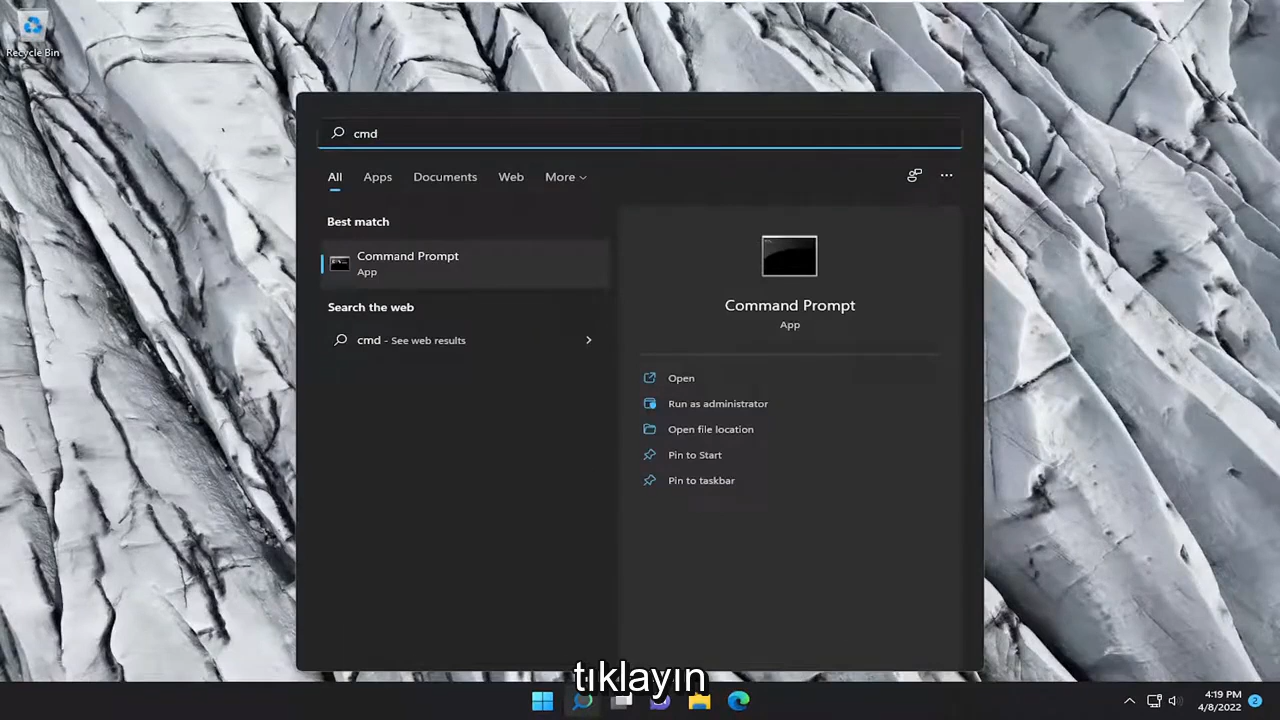 Recycle Bin
cmd
All Apps Documents Web More
Best match
Command Prompt
App
Search the web
cmd - See web results
Command Prompt
App
Open
Run as administrator
Open file location
Pin to Start
Pin to taskbar
tıklayın
4:19 PM
4/8/2022
2